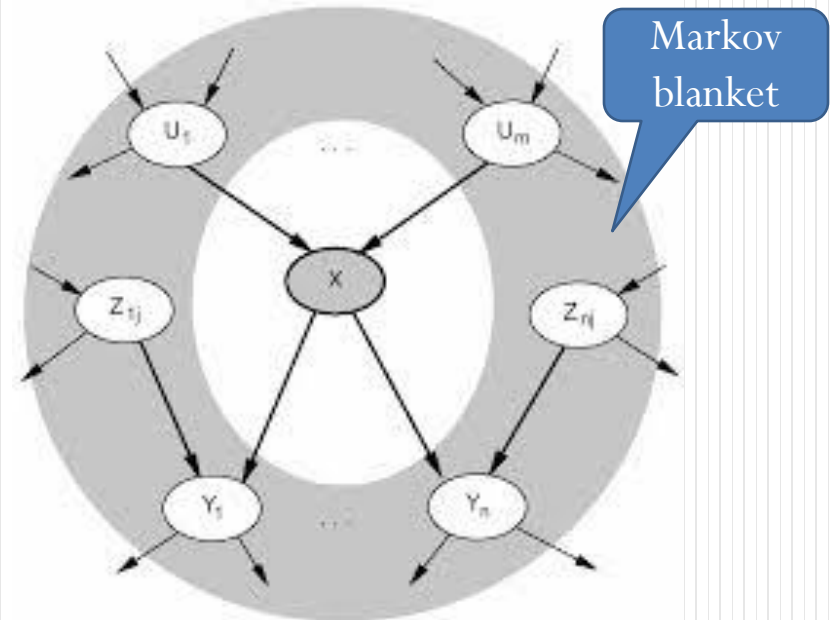 Markov
blanket
U1 ... Um
X
Z1j Znj
Y1 ... Yn